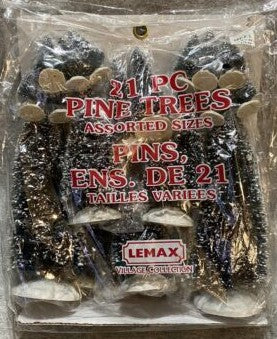 21 PC
PINE TREES
ASSORTED SIZES
PINS,
ENS. DE 21
TAILLES VARIEES
LEMAX
VILLAGE COLLECTION